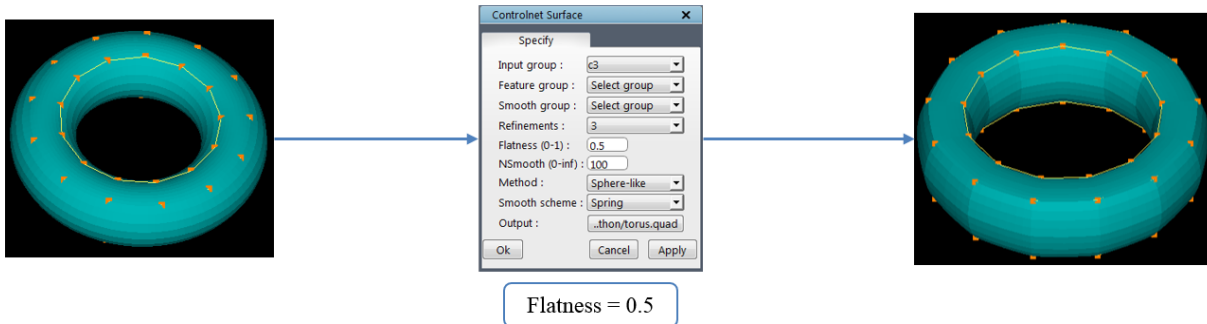 Controlnet Surface
Specify
Input group : c3
Feature group : Select group
Smooth group : Select group
Refinements : 3
Flatness (0-1) : 0.5
NSmooth (0-inf) : 100
Method : Sphere-like
Smooth scheme : Spring
Output : ..thon/torus.quad
Ok Cancel Apply
Flatness = 0.5